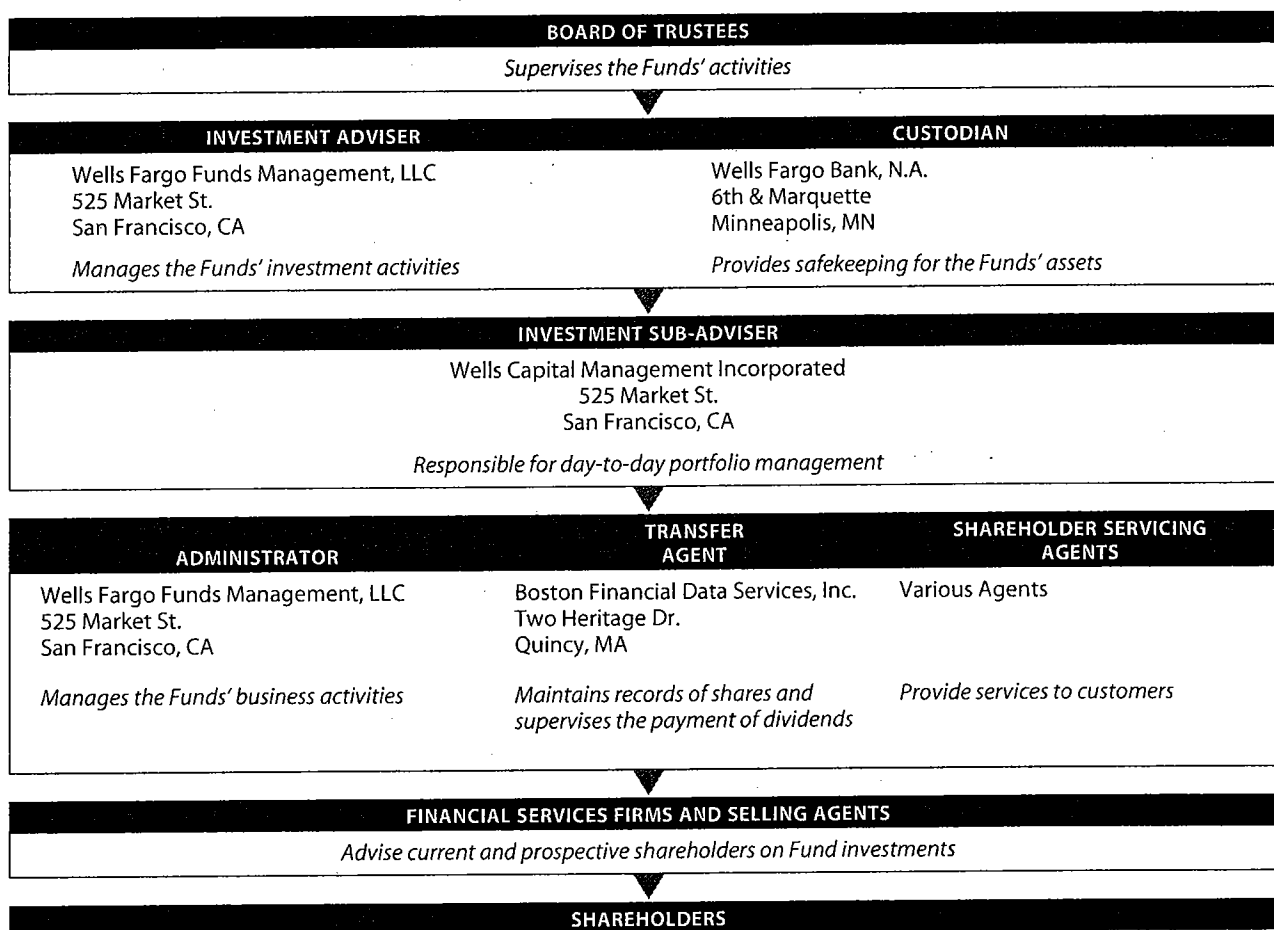 BOARD OF TRUSTEES
Supervises the Funds' activities
INVESTMENT ADVISER
Wells Fargo Funds Management, LLC
525 Market St.
San Francisco, CA
Manages the Funds' investment activities
CUSTODIAN
Wells Fargo Bank, N.A.
6th & Marquette
Minneapolis, MN
Provides safekeeping for the Funds' assets
INVESTMENT SUB-ADVISER
Wells Capital Management Incorporated
525 Market St.
San Francisco, CA
Responsible for day-to-day portfolio management
ADMINISTRATOR
Wells Fargo Funds Management, LLC
525 Market St.
San Francisco, CA
Manages the Funds' business activities
TRANSFER
AGENT
Boston Financial Data Services, Inc.
Two Heritage Dr.
Quincy, MA
Maintains records of shares and
supervises the payment of dividends
SHAREHOLDER SERVICING
AGENTS
Various Agents
Provide services to customers
FINANCIAL SERVICES FIRMS AND SELLING AGENTS
Advise current and prospective shareholders on Fund investments
SHAREHOLDERS